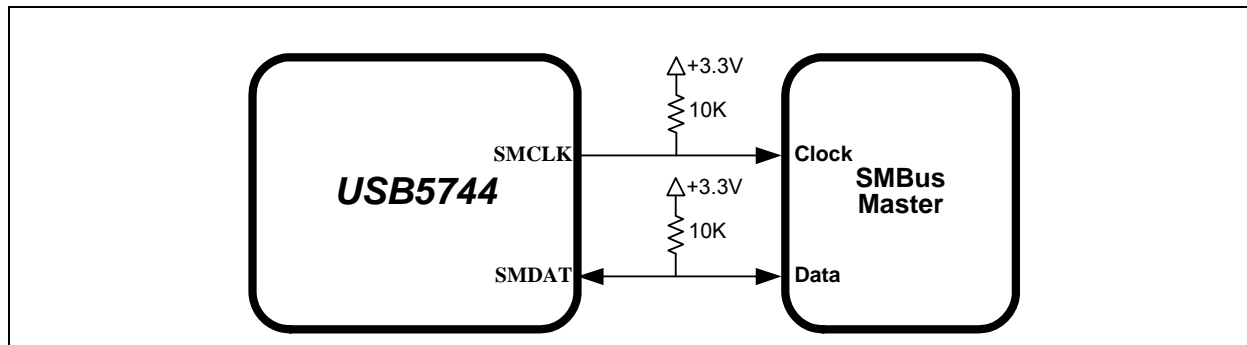 +3.3V
10K
SMCLK
Clock
USB5744
SMBus
Master
+3.3V
10K
SMDAT
Data